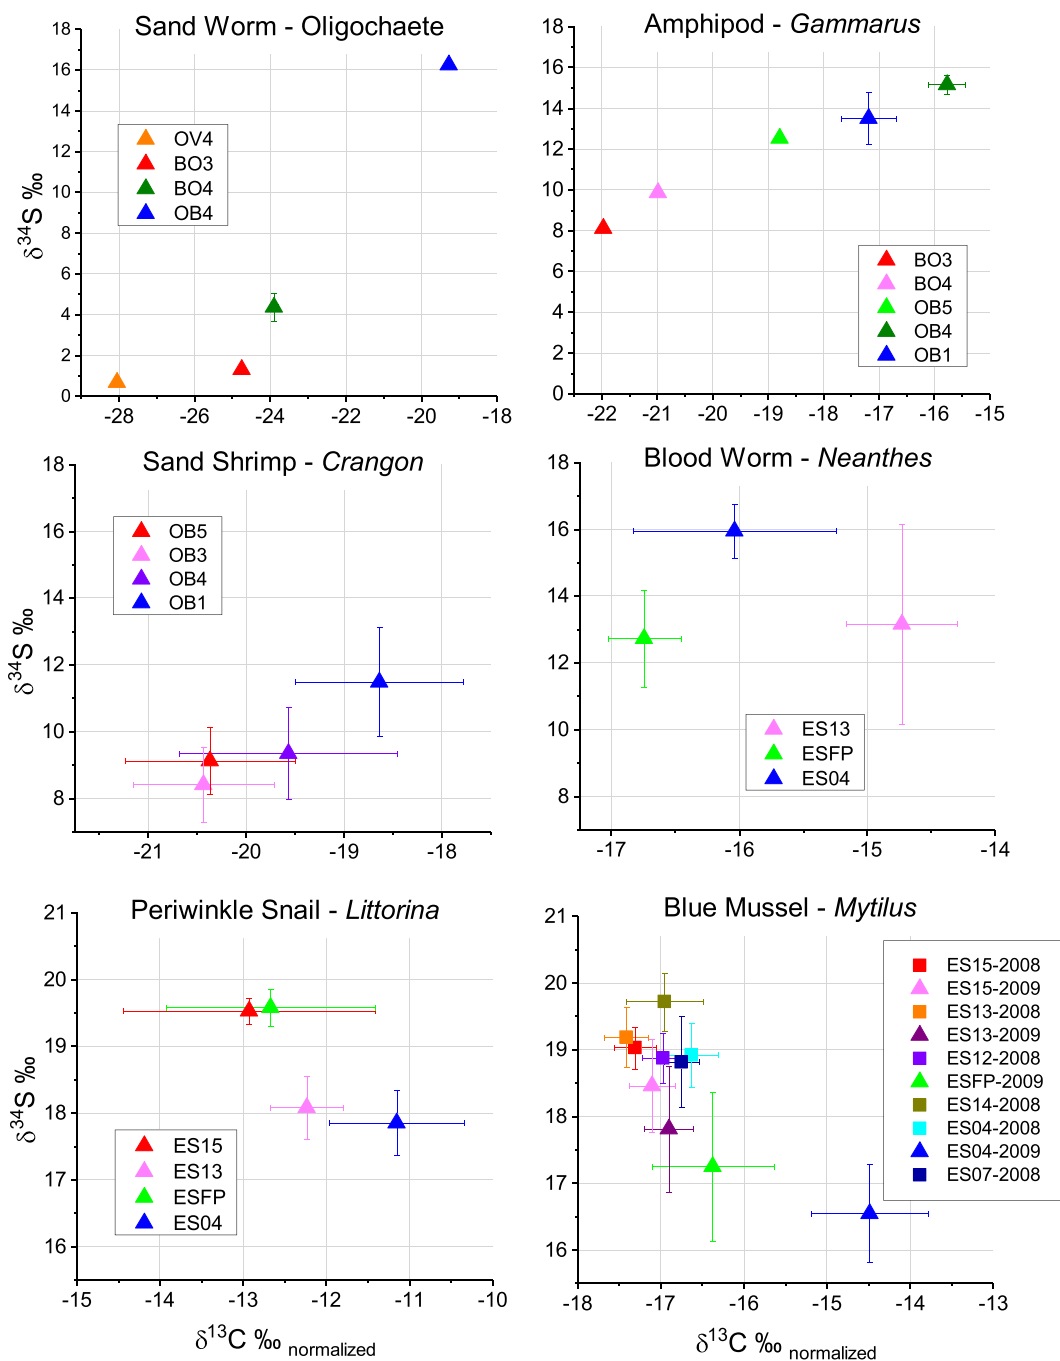 Sand Worm - Oligochaete
δ34S ‰
18
16
14
12
10
8
6
4
2
0
OV4
BO3
BO4
OB4
-28
-26
-24
-22
-20
-18
Amphipod - Gammarus
18
16
14
12
10
8
6
4
2
0
BO3
BO4
OB5
OB4
OB1
-22
-21
-20
-19
-18
-17
-16
-15
Sand Shrimp - Crangon
δ34S ‰
18
16
14
12
10
8
OB5
OB3
OB4
OB1
-21
-20
-19
-18
Blood Worm - Neanthes
18
16
14
12
10
8
ES13
ESFP
ES04
-17
-16
-15
-14
Periwinkle Snail - Littorina
21
20
19
18
17
16
ES15
ES13
ESFP
ES04
-15
-14
-13
-12
-11
-10
δ13C ‰ normalized
Blue Mussel - Mytilus
21
20
19
18
17
16
ES15-2008
ES15-2009
ES13-2008
ES13-2009
ES12-2008
ESFP-2009
ES14-2008
ES04-2008
ES04-2009
ES07-2008
-18
-17
-16
-15
-14
-13
δ13C ‰ normalized